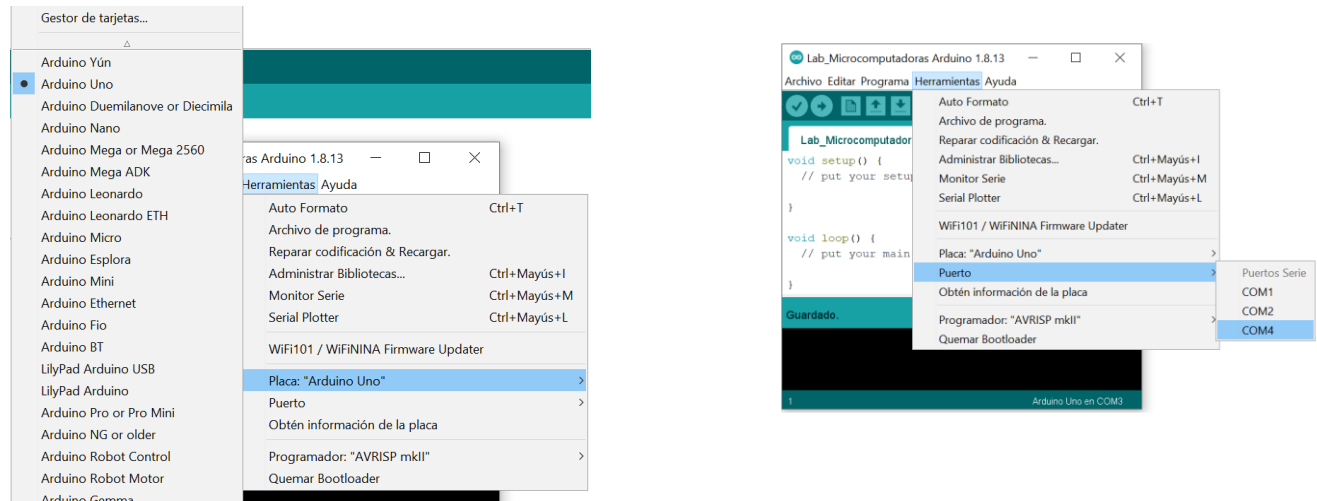 Gestor de tarjetas...
Arduino Yún
Arduino Uno
Arduino Duemilanove or Diecimila
Arduino Nano
Arduino Mega or Mega 2560
Arduino Mega ADK
Arduino Leonardo
Arduino Leonardo ETH
Arduino Micro
Arduino Esplora
Arduino Mini
Arduino Ethernet
Arduino Fio
Arduino BT
LilyPad Arduino USB
LilyPad Arduino
Arduino Pro or Pro Mini
Arduino NG or older
Arduino Robot Control
Arduino Robot Motor
Arduino Gemma
ras Arduino 1.8.13
Herramientas Ayuda
Auto Formato Ctrl+T
Archivo de programa.
Reparar codificación & Recargar.
Administrar Bibliotecas... Ctrl+Mayús+I
Monitor Serie Ctrl+Mayús+M
Serial Plotter Ctrl+Mayús+L
WiFi101 / WiFiNINA Firmware Updater
Placa: "Arduino Uno"
Puerto
Obtén información de la placa
Programador: "AVRISP mkII"
Quemar Bootloader
Lab_Microcomputadoras Arduino 1.8.13
Archivo Editar Programa Herramientas Ayuda
Lab_Microcomputador
void setup() {
// put your setup
}
void loop() {
// put your main
}
Guardado.
1 Arduino Uno en COM3
Auto Formato Ctrl+T
Archivo de programa.
Reparar codificación & Recargar.
Administrar Bibliotecas... Ctrl+Mayús+I
Monitor Serie Ctrl+Mayús+M
Serial Plotter Ctrl+Mayús+L
WiFi101 / WiFiNINA Firmware Updater
Placa: "Arduino Uno"
Puerto
Obtén información de la placa
Programador: "AVRISP mkII"
Quemar Bootloader
Puertos Serie
COM1
COM2
COM4